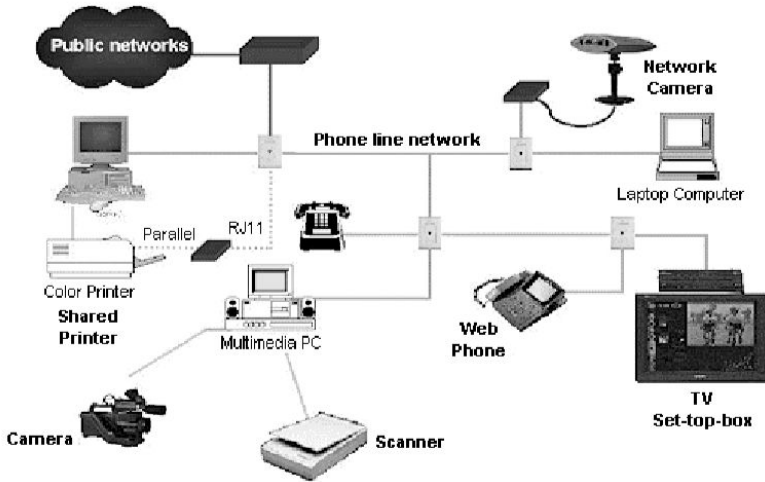 Public networks
Network
Camera
Phone line network
Laptop Computer
Parallel
RJ11
Color Printer
Shared
Printer
Multimedia PC
Web
Phone
TV
Set-top-box
Camera
Scanner